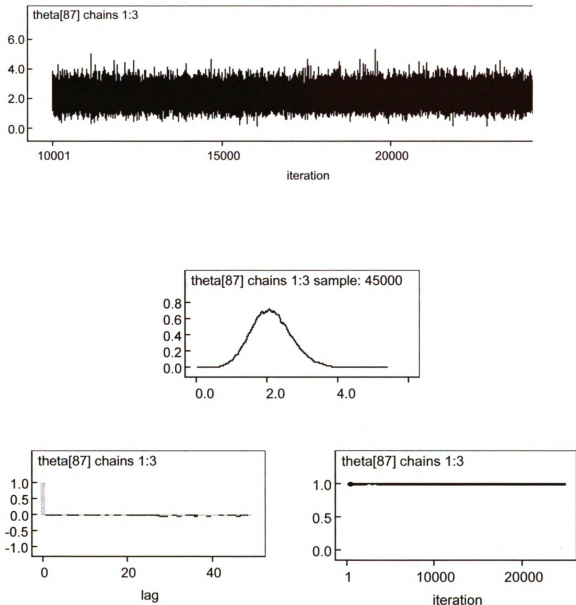 theta[87] chains 1:3
6.0
4.0
2.0
0.0
10001 15000 20000
iteration
theta[87] chains 1:3 sample: 45000
0.8
0.6
0.4
0.2
0.0
0.0 2.0 4.0
theta[87] chains 1:3
1.0
0.5
0.0
-0.5
-1.0
0 20 40
lag
theta[87] chains 1:3
1.0
0.5
0.0
1 10000 20000
iteration